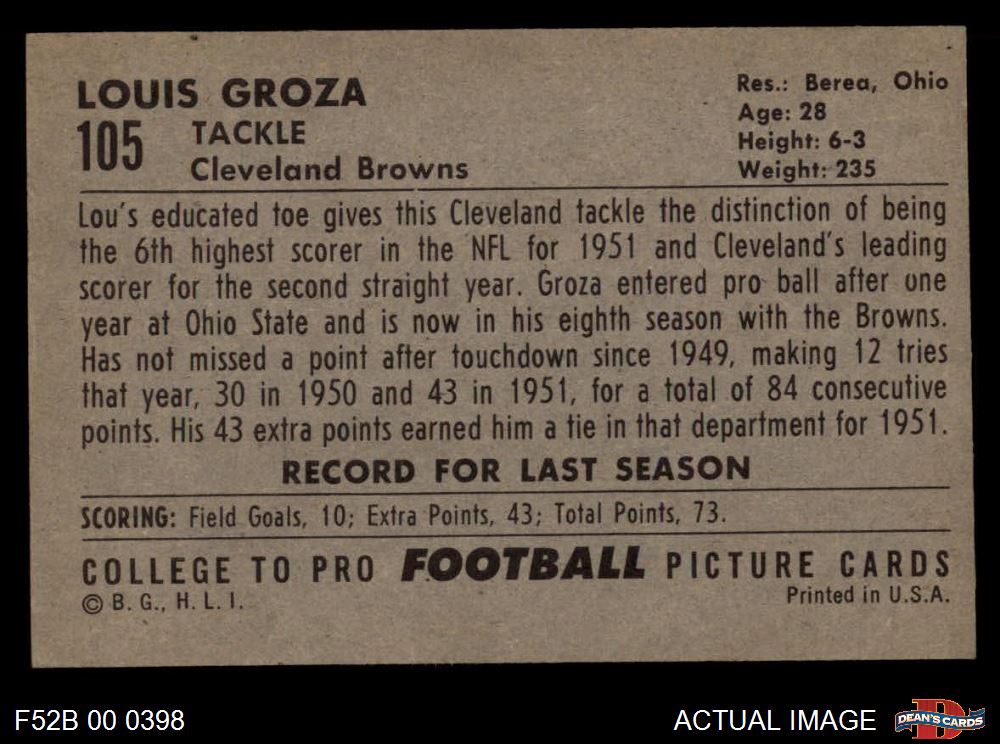 LOUIS GROZA
105 TACKLE
Cleveland Browns
Res.: Berea, Ohio
Age: 28
Height: 6-3
Weight: 235
Lou's educated toe gives this Cleveland tackle the distinction of being
the 6th highest scorer in the NFL for 1951 and Cleveland's leading
scorer for the second straight year. Groza entered pro ball after one
year at Ohio State and is now in his eighth season with the Browns.
Has not missed a point after touchdown since 1949, making 12 tries
that year, 30 in 1950 and 43 in 1951, for a total of 84 consecutive
points. His 43 extra points earned him a tie in that department for 1951.
RECORD FOR LAST SEASON
SCORING: Field Goals, 10; Extra Points, 43; Total Points, 73.
COLLEGE TO PRO FOOTBALL PICTURE CARDS
© B. G., H. L. I.
Printed in U.S.A.
F52B 00 0398
ACTUAL IMAGE
D
DEAN'S CARDS